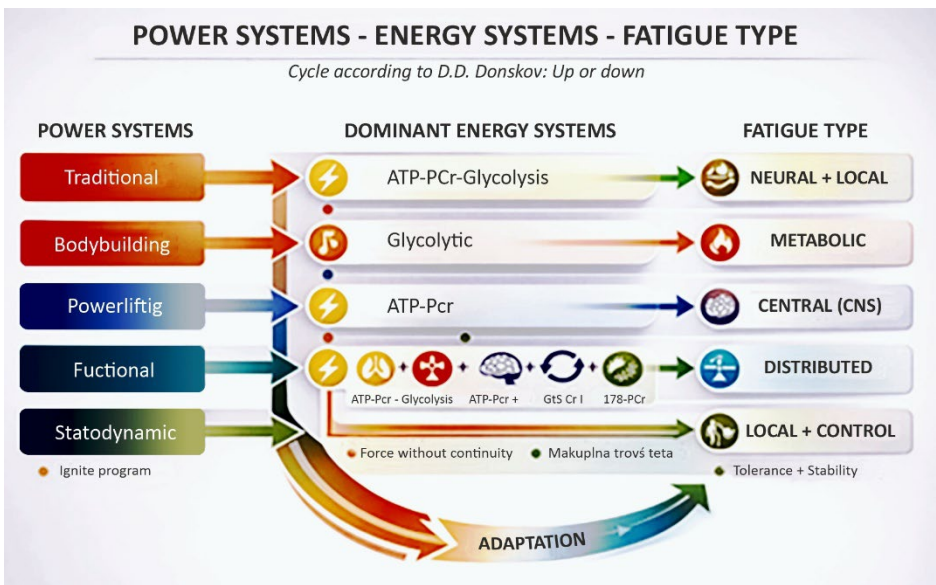 POWER SYSTEMS - ENERGY SYSTEMS - FATIGUE TYPE
Cycle according to D.D. Donskov: Up or down
POWER SYSTEMS
DOMINANT ENERGY SYSTEMS
FATIGUE TYPE
Traditional
ATP-PCr-Glycolysis
NEURAL + LOCAL
Bodybuilding
Glycolytic
METABOLIC
Powerliftig
ATP-Pcr
CENTRAL (CNS)
Fuctional
+ + + +
ATP-Pcr - Glycolysis
ATP-Pcr +
GtS Cr I
178-PCr
DISTRIBUTED
Statodynamic
LOCAL + CONTROL
Ignite program
Force without continuity
Makuplna trovś teta
Tolerance + Stability
ADAPTATION